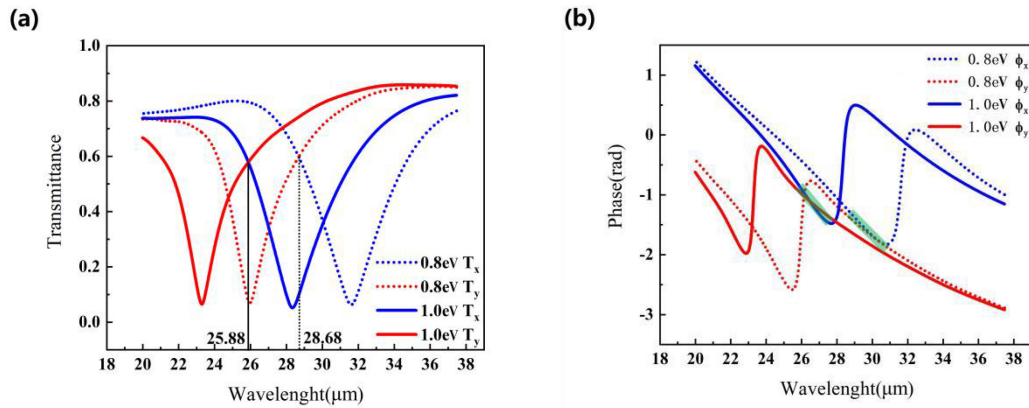 (a)
Transmittance
1.0
0.8
0.6
0.4
0.2
0.0
0.8eV Tx
0.8eV Ty
1.0eV Tx
1.0eV Ty
25.88
28.68
18 20 22 24 26 28 30 32 34 36 38
Wavelenght(μm)
(b)
Phase(rad)
1
0
-1
-2
-3
0.8eV ϕx
0.8eV ϕy
1.0eV ϕx
1.0eV ϕy
18 20 22 24 26 28 30 32 34 36 38
Wavelenght(μm)